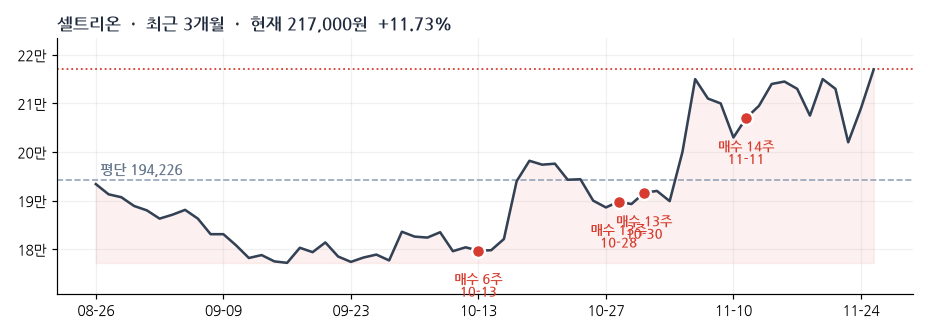 셀트리온 · 최근 3개월 · 현재 217,000원 +11.73%
22만
21만
20만
19만
18만
평단 194,226
매수 6주
10-13
매수
10-28
매수 13주
10-30
매수 14주
11-11
08-26
09-09
09-23
10-13
10-27
11-10
11-24